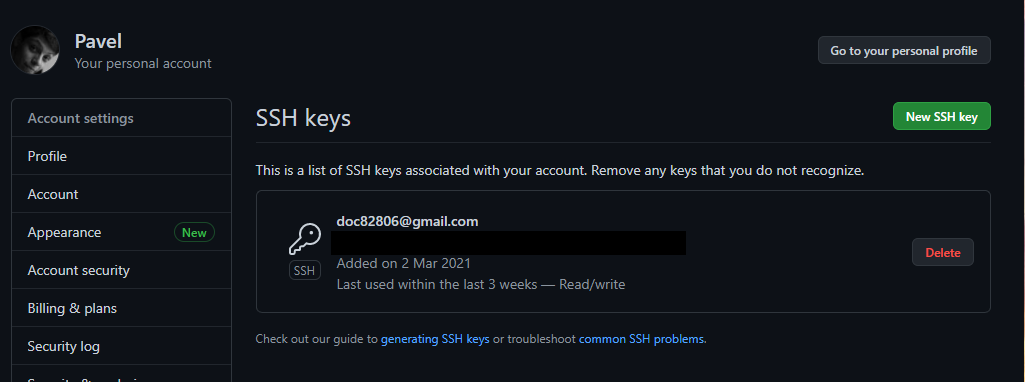 Pavel
Your personal account
Go to your personal profile
Account settings
Profile
Account
Appearance New
Account security
Billing & plans
Security log
SSH keys
New SSH key
This is a list of SSH keys associated with your account. Remove any keys that you do not recognize.
doc82806@gmail.com
SSH
Added on 2 Mar 2021
Last used within the last 3 weeks — Read/write
Delete
Check out our guide to generating SSH keys or troubleshoot common SSH problems.